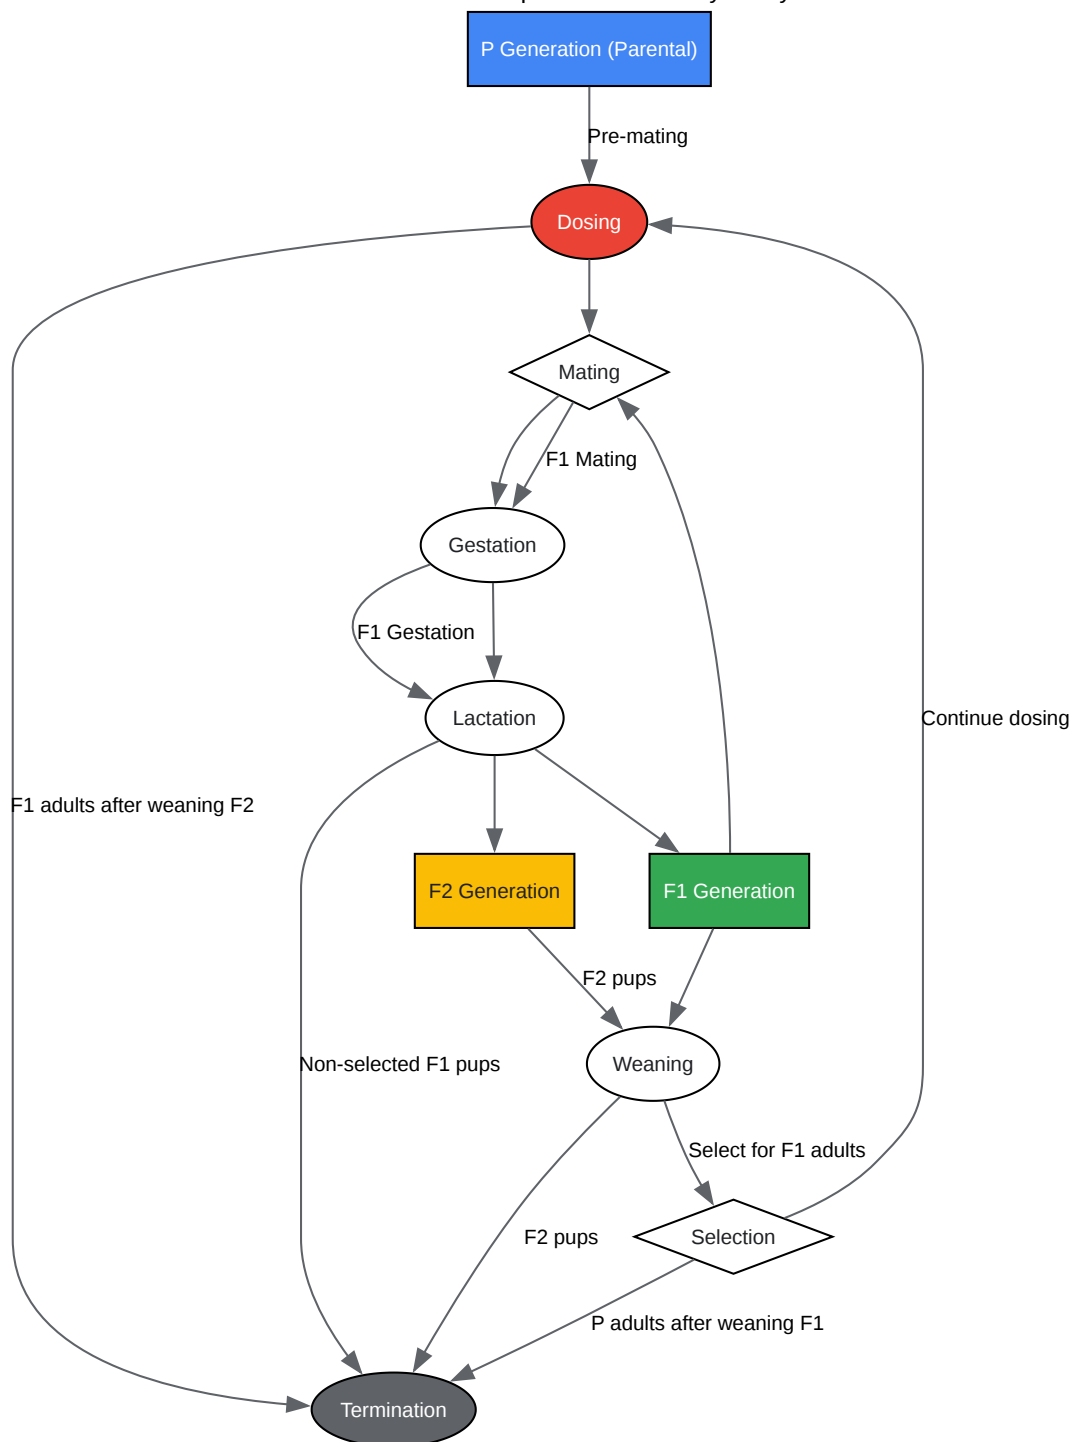 P Generation (Parental)
Pre-mating
Dosing
Mating
F1 Mating
Gestation
F1 Gestation
Lactation
Continue dosing
F1 adults after weaning F2
F2 Generation
F1 Generation
F2 pups
Non-selected F1 pups
Weaning
Select for F1 adults
F2 pups
Selection
P adults after weaning F1
Termination